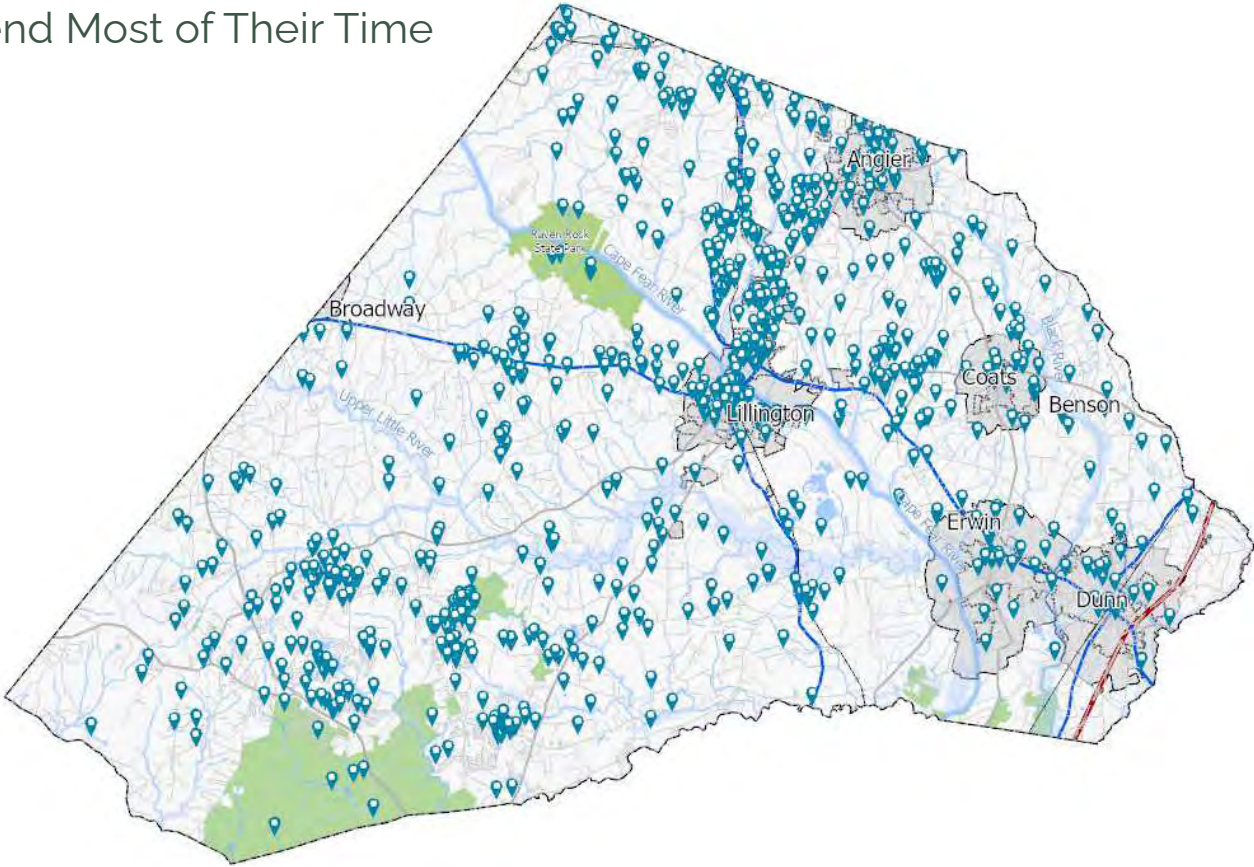 end Most of Their Time
Angier
Raven Rock
State Park
Cape Fear River
Broadway
Black River
Coats
Benson
Lillington
Upper Little River
Cape Fear River
Erwin
Dunn